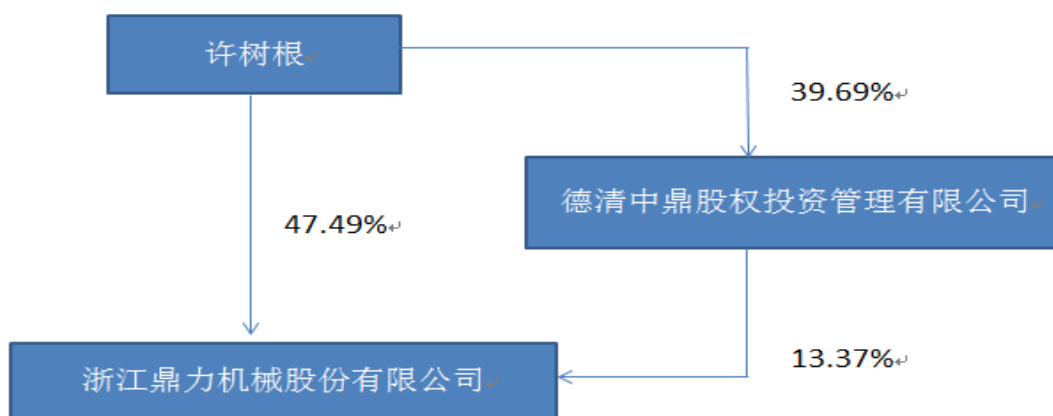 许树根
39.69%
德清中鼎股权投资管理有限公司
47.49%
13.37%
浙江鼎力机械股份有限公司